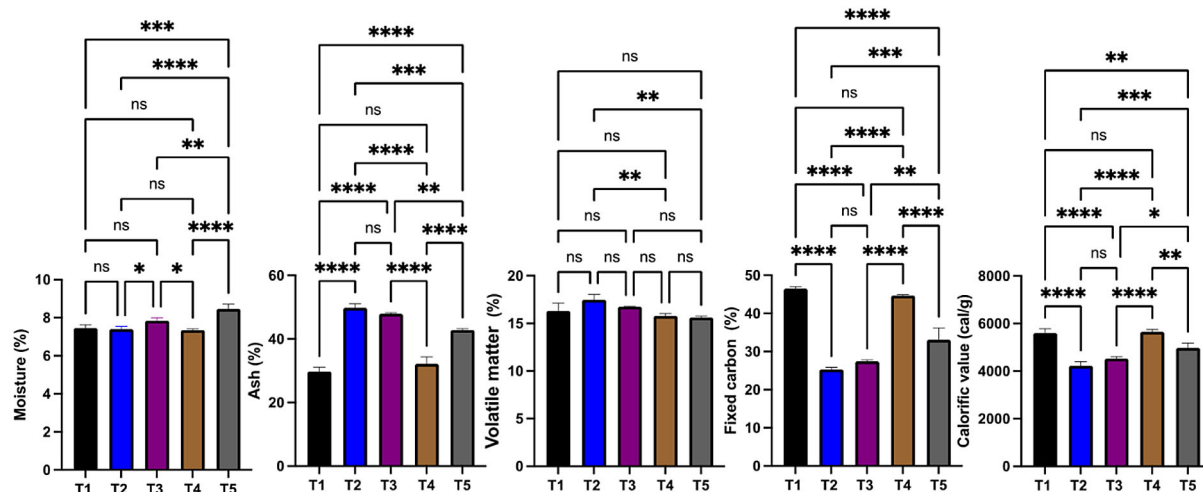 ***
****
ns
**
ns
ns
****
ns
*
*
Moisture (%)
10
8
6
4
2
0
T1 T2 T3 T4 T5
****
***
ns
****
****
**
ns
****
****
****
Ash (%)
60
40
20
0
T1 T2 T3 T4 T5
ns
**
ns
**
ns
ns
ns
ns
ns
ns
Volatile matter (%)
20
15
10
5
0
T1 T2 T3 T4 T5
****
***
ns
****
****
**
ns
****
****
****
Fixed carbon (%)
50
40
30
20
10
0
T1 T2 T3 T4 T5
**
***
ns
****
****
*
ns
**
****
****
Calorific value (cal/g)
8000
6000
4000
2000
0
T1 T2 T3 T4 T5